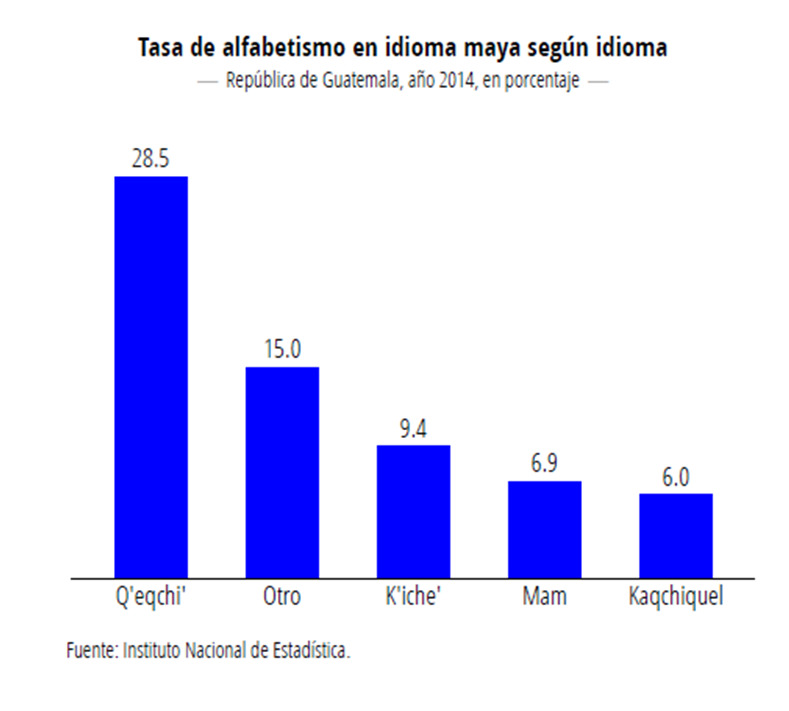 Tasa de alfabetismo en idioma maya según idioma
— República de Guatemala, año 2014, en porcentaje —
28.5
15.0
9.4
6.9
6.0
Q'eqchi' Otro K'iche' Mam Kaqchiquel
Fuente: Instituto Nacional de Estadística.